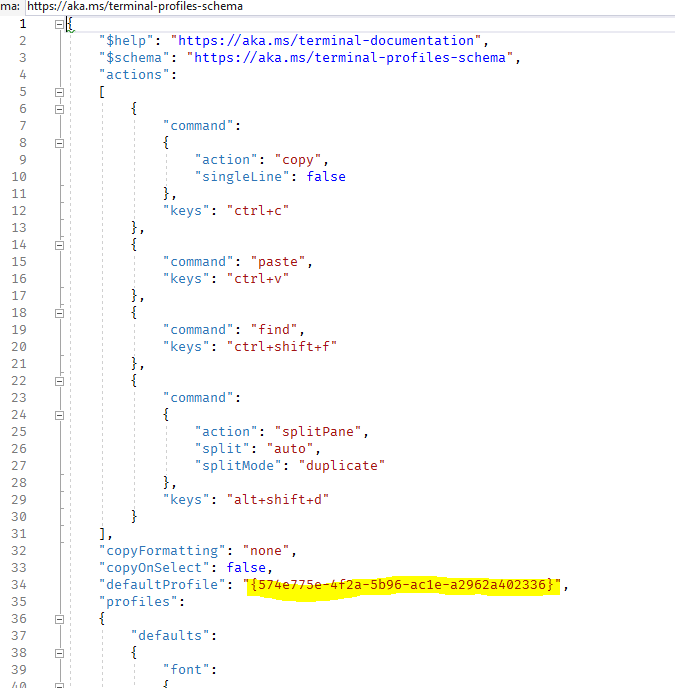 ma: https://aka.ms/terminal-profiles-schema
1 {
2 "$help": "https://aka.ms/terminal-documentation",
3 "$schema": "https://aka.ms/terminal-profiles-schema",
4 "actions":
5 [
6 {
7 "command":
8 {
9 "action": "copy",
10 "singleLine": false
11 },
12 "keys": "ctrl+c"
13 },
14 {
15 "command": "paste",
16 "keys": "ctrl+v"
17 },
18 {
19 "command": "find",
20 "keys": "ctrl+shift+f"
21 },
22 {
23 "command":
24 {
25 "action": "splitPane",
26 "split": "auto",
27 "splitMode": "duplicate"
28 },
29 "keys": "alt+shift+d"
30 }
31 ],
32 "copyFormatting": "none",
33 "copyOnSelect": false,
34 "defaultProfile": "{574e775e-4f2a-5b96-ac1e-a2962a402336}",
35 "profiles":
36 {
37 "defaults":
38 {
39 "font":
40 {